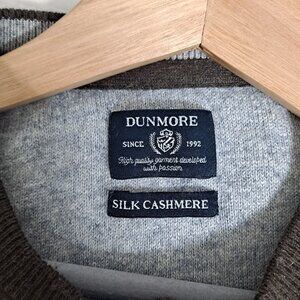 DUNMORE
SINCE 1992
High quality garment developed
with passion
SILK CASHMERE